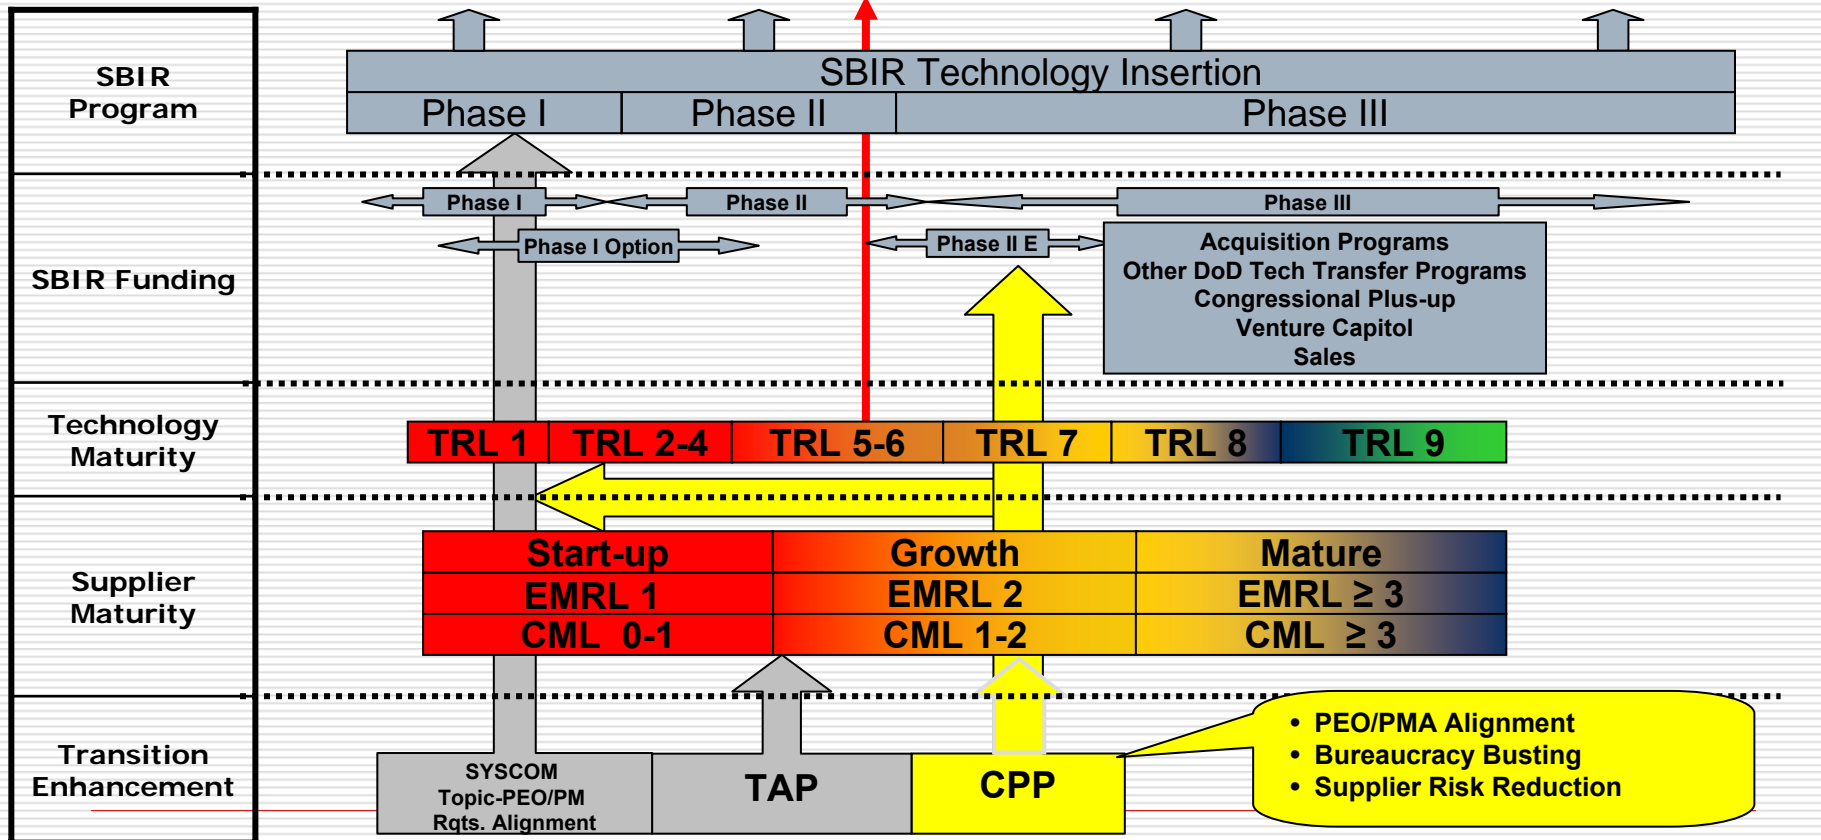 SBIR
Program
SBIR Technology Insertion
Phase I
Phase II
Phase III
SBIR Funding
Phase I
Phase II
Phase III
Phase I Option
Phase II E
Acquisition Programs
Other DoD Tech Transfer Programs
Congressional Plus-up
Venture Capitol
Sales
Technology
Maturity
TRL 1
TRL 2-4
TRL 5-6
TRL 7
TRL 8
TRL 9
Supplier
Maturity
Start-up
Growth
Mature
EMRL 1
EMRL 2
EMRL ≥ 3
CML 0-1
CML 1-2
CML ≥ 3
Transition
Enhancement
SYSCOM
Topic-PEO/PM
Rqts. Alignment
TAP
CPP
• PEO/PMA Alignment
• Bureaucracy Busting
• Supplier Risk Reduction